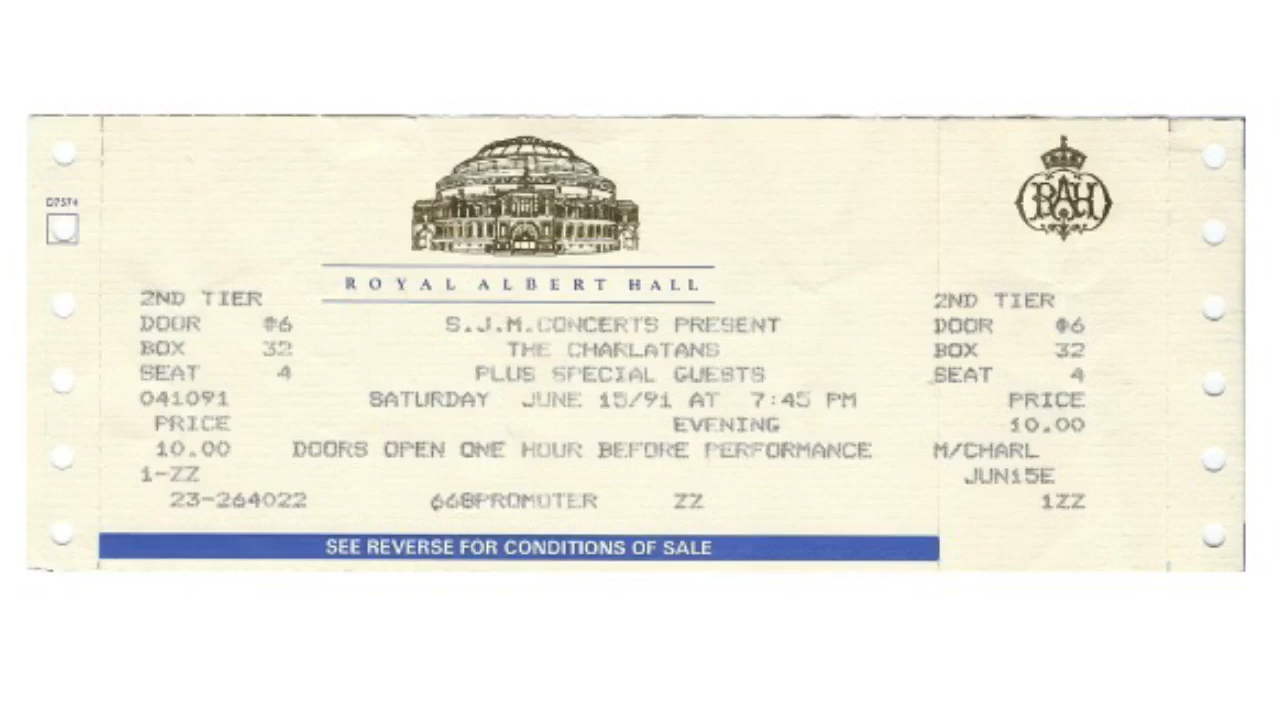 D7574
RAH
ROYAL ALBERT HALL
2ND TIER
DOOR @6
BOX 32
SEAT 4
041091
PRICE
10.00
1-ZZ
23-264022
S.J.M.CONCERTS PRESENT
THE CHARLATANS
PLUS SPECIAL GUESTS
SATURDAY JUNE 15/91 AT 7:45 PM
EVENING
DOORS OPEN ONE HOUR BEFORE PERFORMANCE
668PROMOTER ZZ
2ND TIER
DOOR @6
BOX 32
SEAT 4
PRICE
10.00
M/CHARL
JUN15E
1ZZ
SEE REVERSE FOR CONDITIONS OF SALE